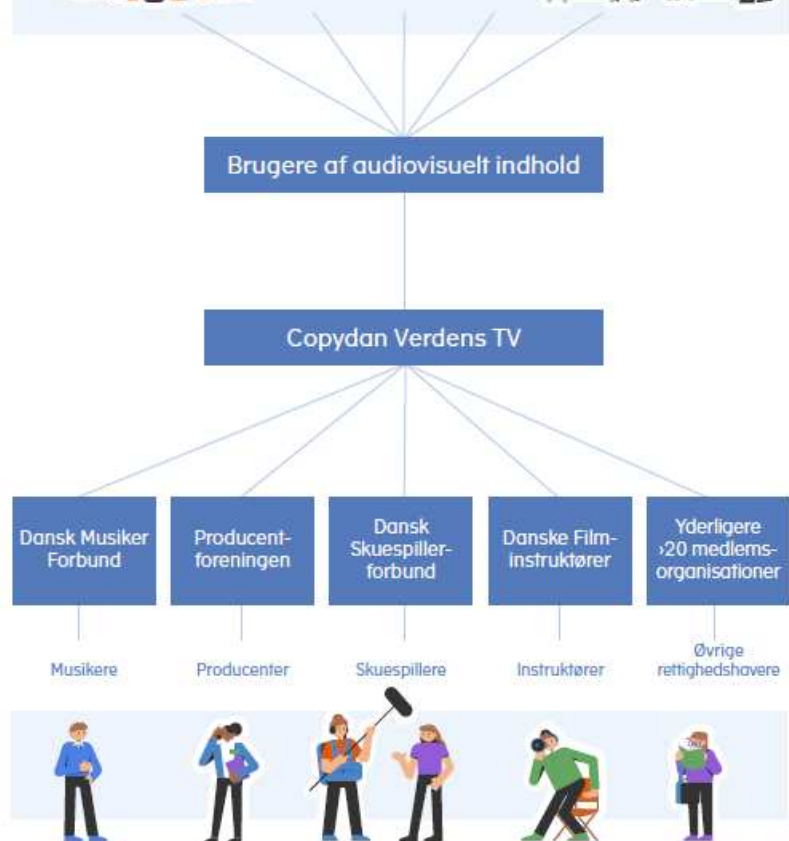 Brugere af audiovisuelt indhold
Copydan Verdens TV
Dansk Musiker
Forbund
Producent-
foreningen
Dansk
Skuespiller-
forbund
Danske Film-
instruktører
Yderligere
›20 medlems-
organisationer
Musikere
Producenter
Skuespillere
Instruktører
Øvrige
rettighedshavere